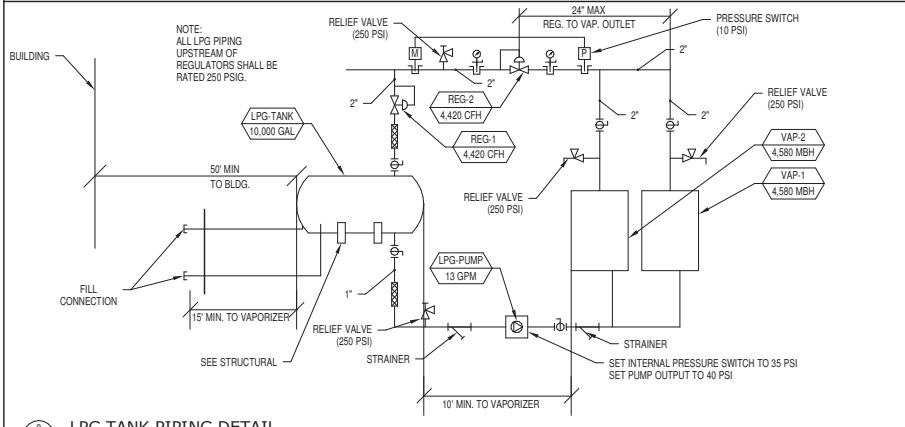 NOTE:
ALL LPG PIPING
UPSTREAM OF
REGULATORS SHALL BE
RATED 250 PSIG.
BUILDING
RELIEF VALVE
(250 PSI)
24" MAX
REG. TO VAP. OUTLET
PRESSURE SWITCH
(10 PSI)
M
P
2"
2"
2"
REG-2
4,420 CFH
REG-1
4,420 CFH
LPG-TANK
10,000 GAL
2"
2"
RELIEF VALVE
(250 PSI)
VAP-2
4,580 MBH
VAP-1
4,580 MBH
50' MIN
TO BLDG.
RELIEF VALVE
(250 PSI)
FILL
CONNECTION
15' MIN. TO VAPORIZER
1"
LPG-PUMP
13 GPM
RELIEF VALVE
(250 PSI)
SEE STRUCTURAL
STRAINER
STRAINER
SET INTERNAL PRESSURE SWITCH TO 35 PSI
SET PUMP OUTPUT TO 40 PSI
10' MIN. TO VAPORIZER
LPG TANK PIPING DETAIL